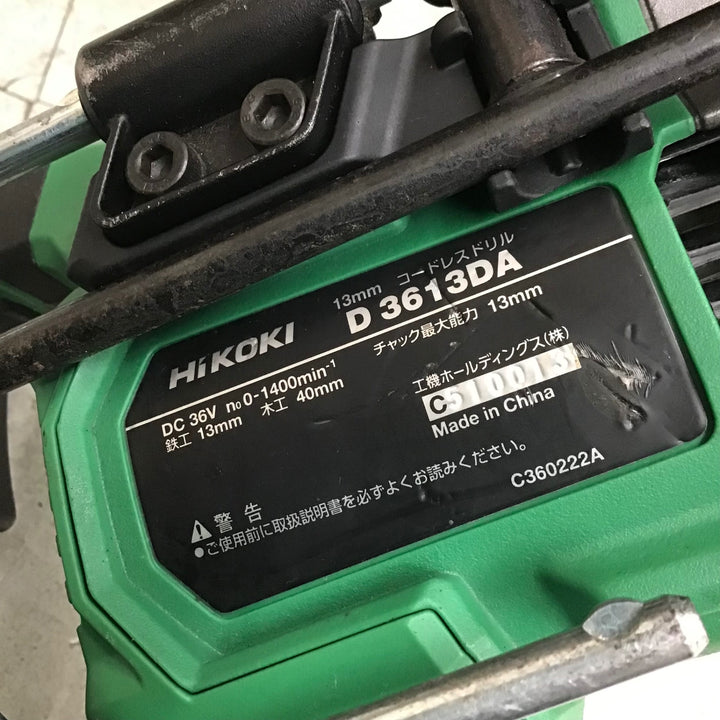 13mm コードレスドリル
HiKOKI D 3613DA
チャック最大能力 13mm
DC 36V n₀ 0-1400min⁻¹
鉄工 13mm 木工 40mm
工機ホールディングス(株)
C510013
Made in China
C360222A
⚠警告
●ご使用前に取扱説明書を必ずよくお読みください。